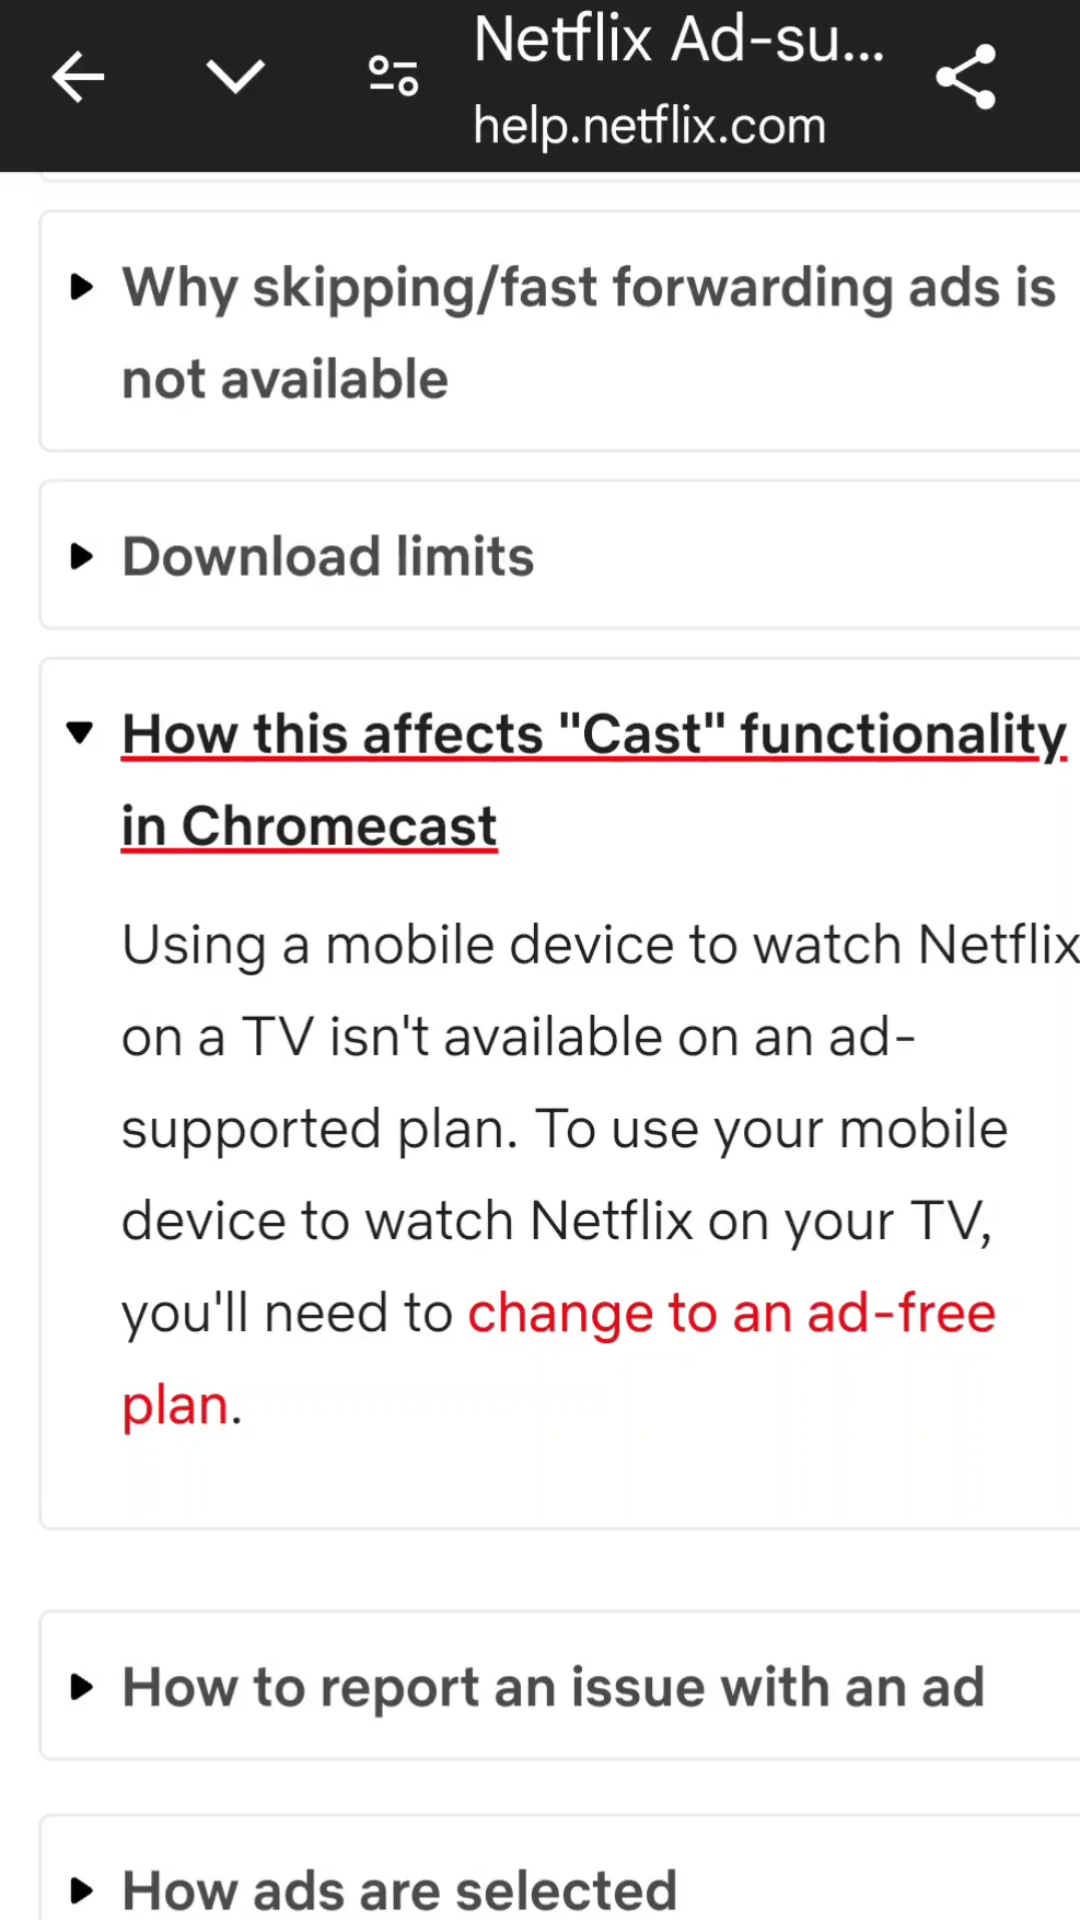 Netflix Ad-su...
help.netflix.com
Why skipping/fast forwarding ads is
not available
Download limits
How this affects "Cast" functionality
in Chromecast
Using a mobile device to watch Netflix
on a TV isn't available on an ad-
supported plan. To use your mobile
device to watch Netflix on your TV,
you'll need to change to an ad-free
plan.
How to report an issue with an ad
How ads are selected